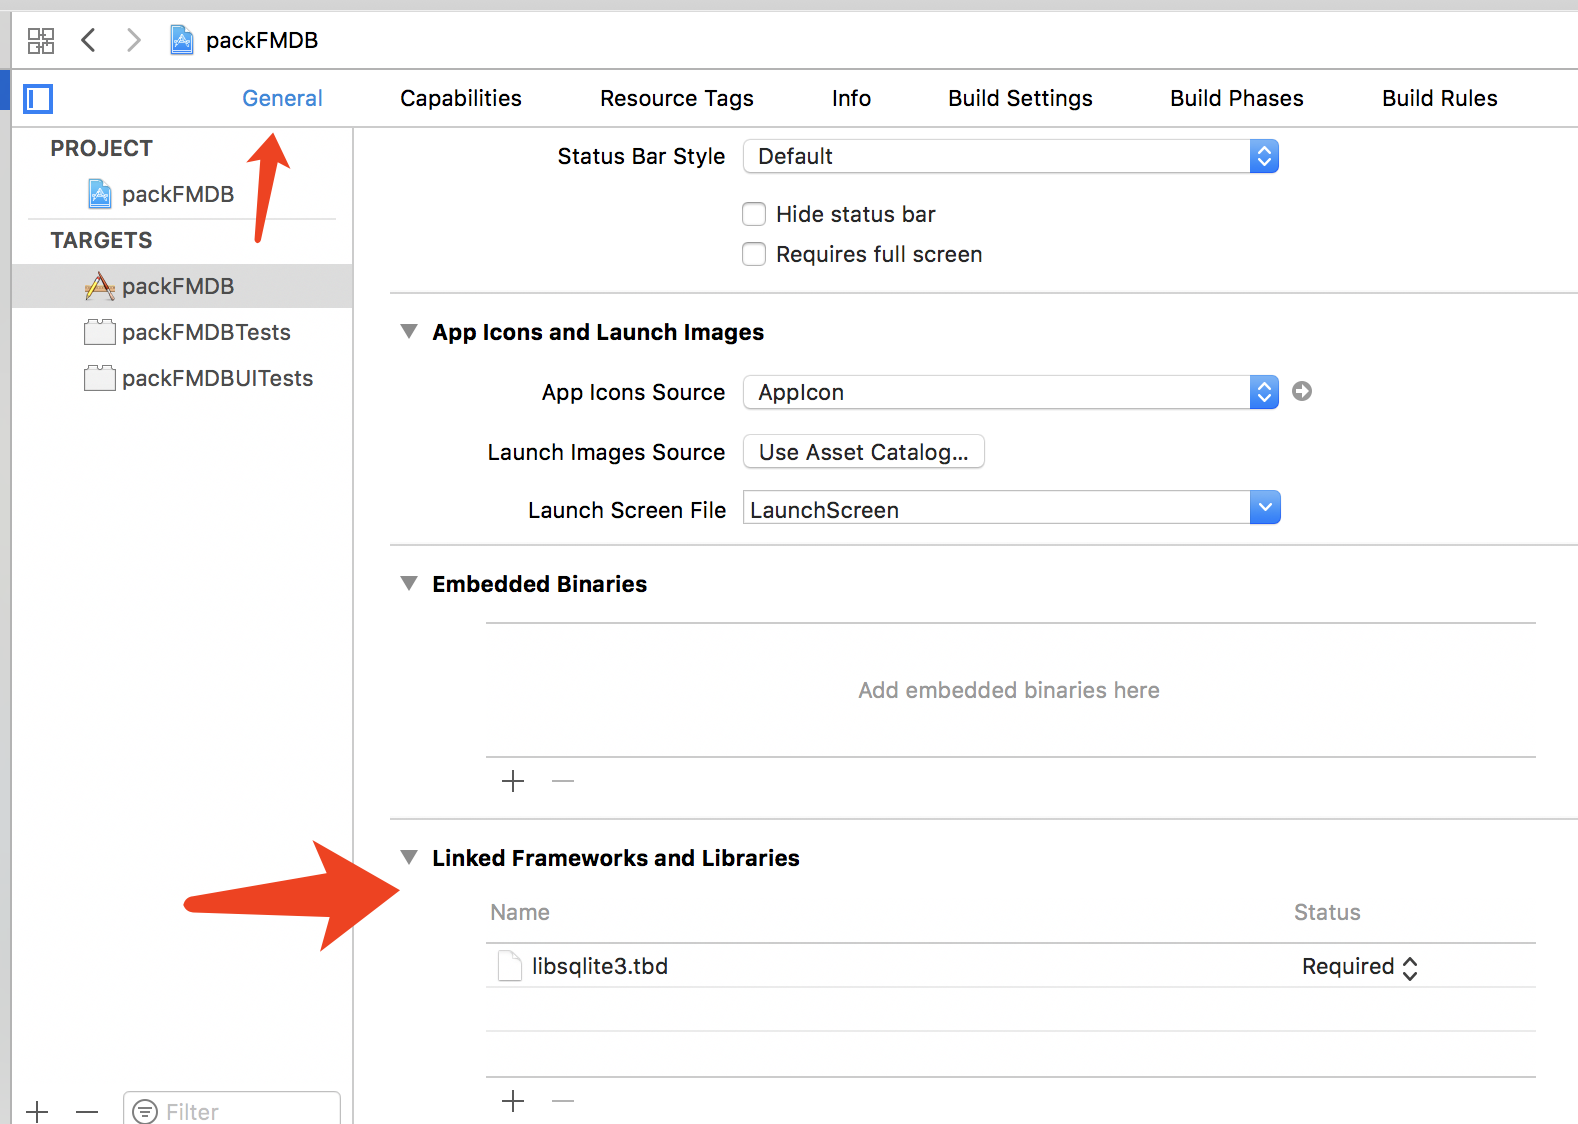 packFMDB
General Capabilities Resource Tags Info Build Settings Build Phases Build Rules
PROJECT
packFMDB
TARGETS
packFMDB
packFMDBTests
packFMDBUITests
Filter
Status Bar Style Default
Hide status bar
Requires full screen
App Icons and Launch Images
App Icons Source AppIcon
Launch Images Source Use Asset Catalog...
Launch Screen File LaunchScreen
Embedded Binaries
Add embedded binaries here
Linked Frameworks and Libraries
Name Status
libsqlite3.tbd Required